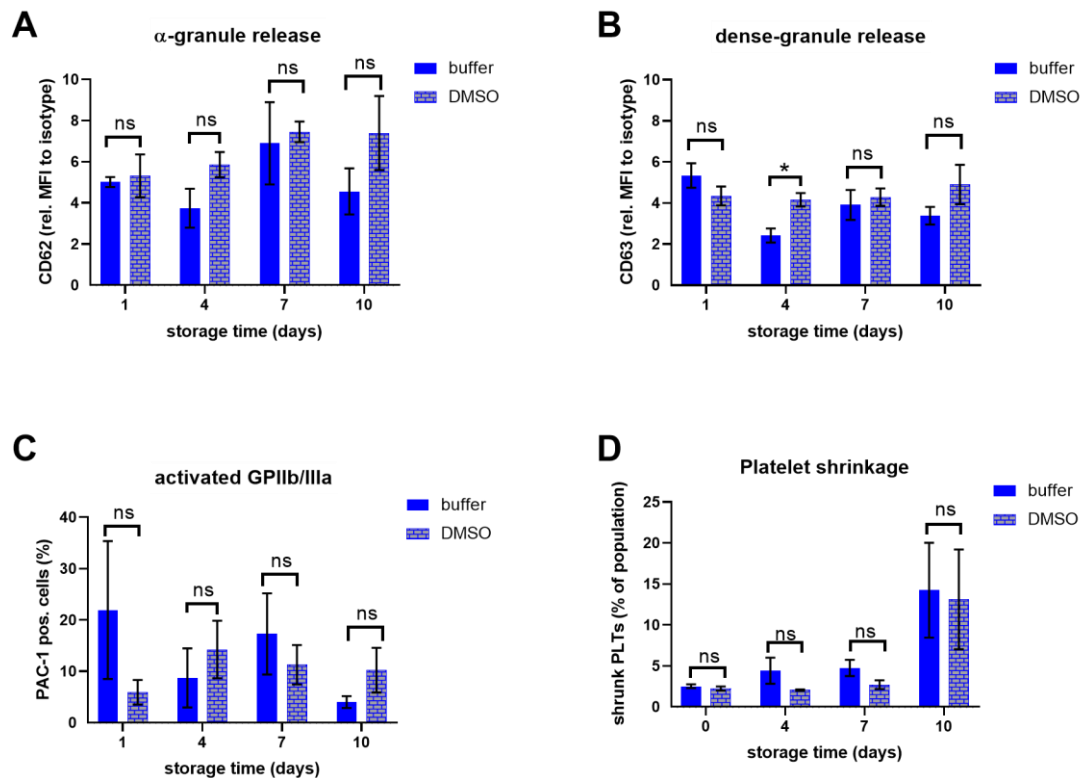 A
α-granule release
buffer
DMSO
CD62 (rel. MFI to isotype)
10
8
6
4
2
0
ns
ns
ns
ns
1
4
7
10
storage time (days)
B
dense-granule release
buffer
DMSO
CD63 (rel. MFI to isotype)
10
8
6
4
2
0
ns
*
ns
ns
1
4
7
10
storage time (days)
C
activated GPIIb/IIIa
buffer
DMSO
PAC-1 pos. cells (%)
40
30
20
10
0
ns
ns
ns
ns
1
4
7
10
storage time (days)
D
Platelet shrinkage
buffer
DMSO
shrunk PLTs (% of population)
25
20
15
10
5
0
ns
ns
ns
ns
0
4
7
10
storage time (days)